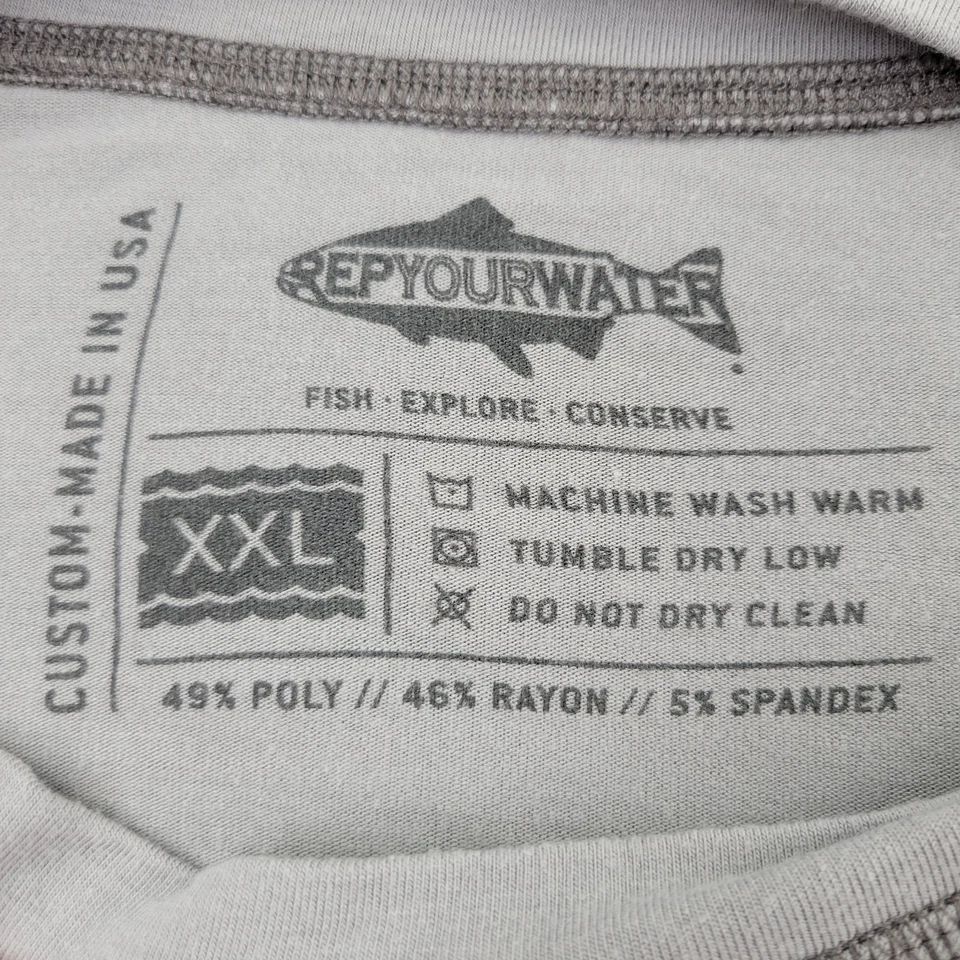 REPYOURWATER
FISH · EXPLORE · CONSERVE
CUSTOM-MADE IN USA
XXL
MACHINE WASH WARM
TUMBLE DRY LOW
DO NOT DRY CLEAN
49% POLY // 46% RAYON // 5% SPANDEX